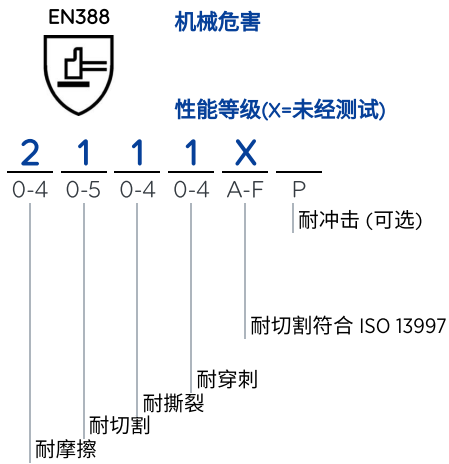 EN388
机械危害
性能等级(X=未经测试)
2 1 1 1 X
0-4 0-5 0-4 0-4 A-F P
耐冲击 (可选)
耐切割符合 ISO 13997
耐穿刺
耐撕裂
耐切割
耐摩擦